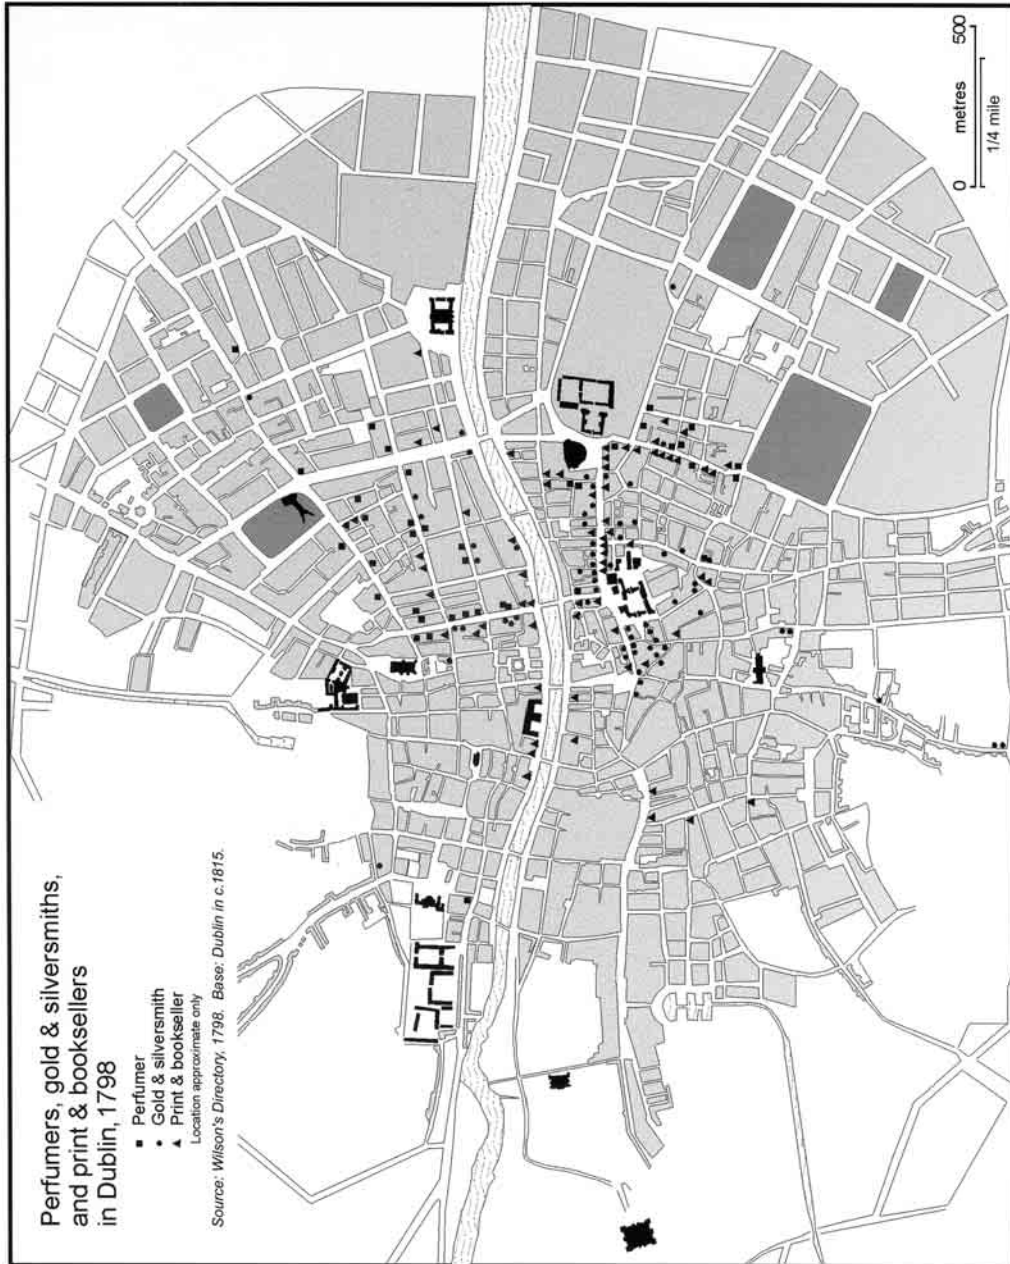 Perfumers, gold & silversmiths,
and print & booksellers
in Dublin, 1798
Perfumer
Gold & silversmith
Print & bookseller
Location approximate only
Source: Wilson's Directory, 1798. Base: Dublin in c.1815.
0 metres 500
1/4 mile